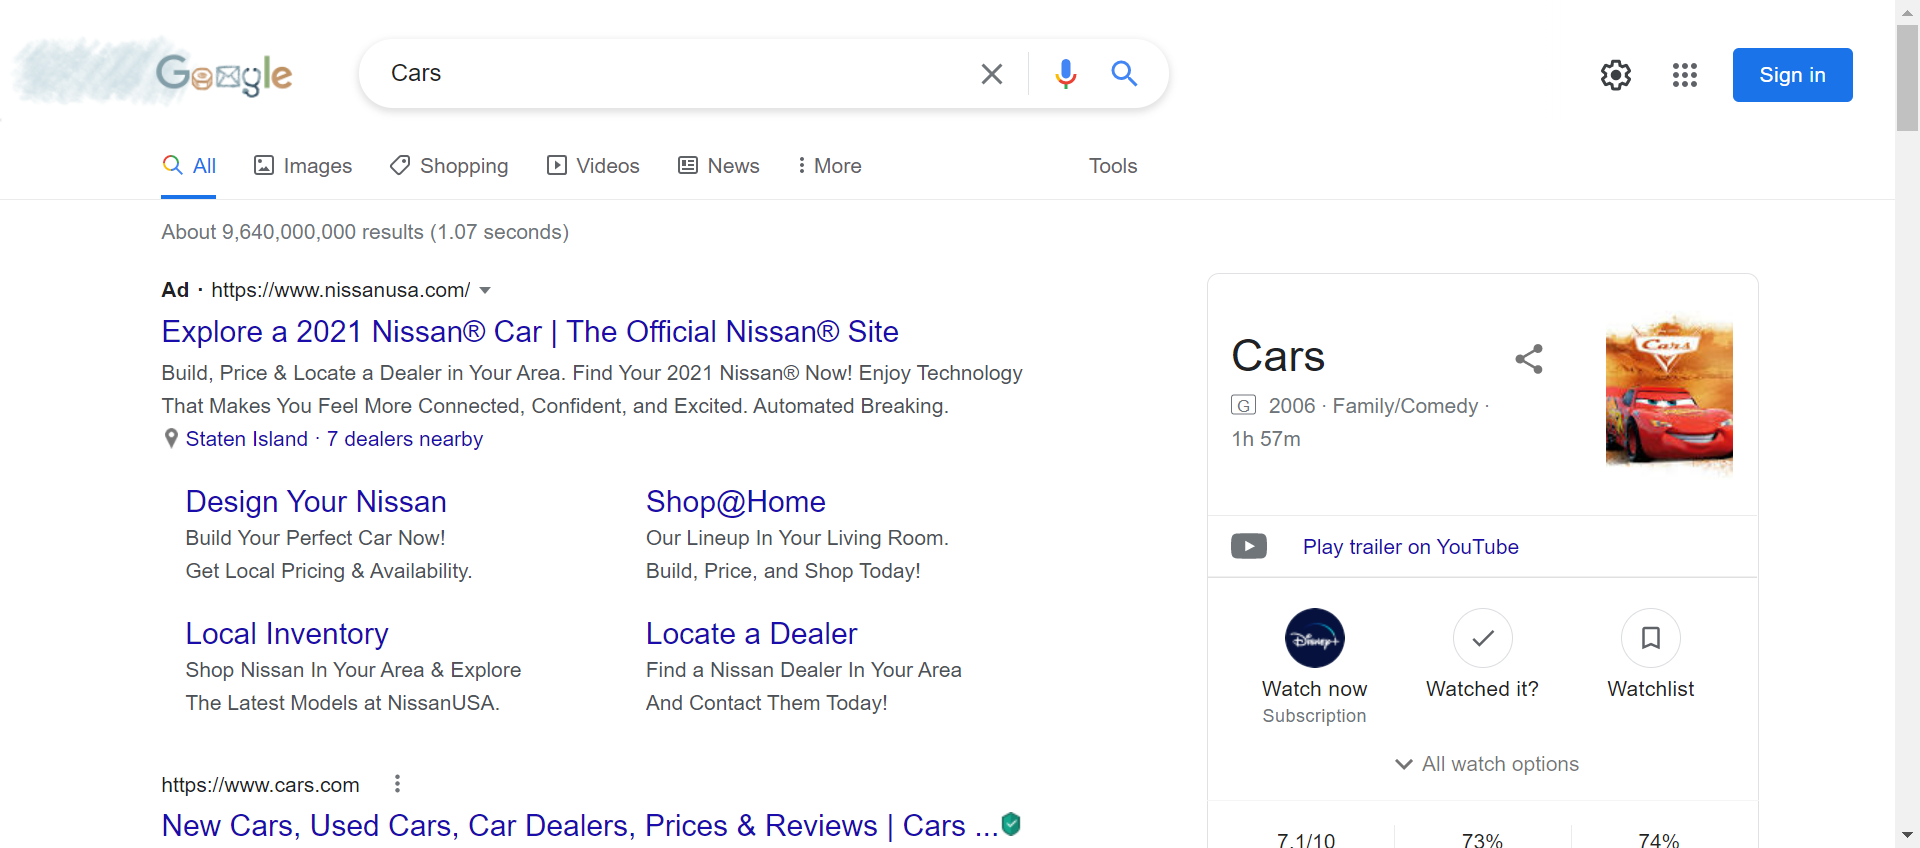 Google
Cars
Sign in
All
Images
Shopping
Videos
News
More
Tools
About 9,640,000,000 results (1.07 seconds)
Ad · https://www.nissanusa.com/
Explore a 2021 Nissan® Car | The Official Nissan® Site
Build, Price & Locate a Dealer in Your Area. Find Your 2021 Nissan® Now! Enjoy Technology
That Makes You Feel More Connected, Confident, and Excited. Automated Breaking.
Staten Island · 7 dealers nearby
Design Your Nissan
Build Your Perfect Car Now!
Get Local Pricing & Availability.
Shop@Home
Our Lineup In Your Living Room.
Build, Price, and Shop Today!
Local Inventory
Shop Nissan In Your Area & Explore
The Latest Models at NissanUSA.
Locate a Dealer
Find a Nissan Dealer In Your Area
And Contact Them Today!
https://www.cars.com
New Cars, Used Cars, Car Dealers, Prices & Reviews | Cars ...
Cars
G 2006 · Family/Comedy ·
1h 57m
Cars
Play trailer on YouTube
Disney+
Watch now
Subscription
Watched it?
Watchlist
All watch options
7.1/10
73%
74%